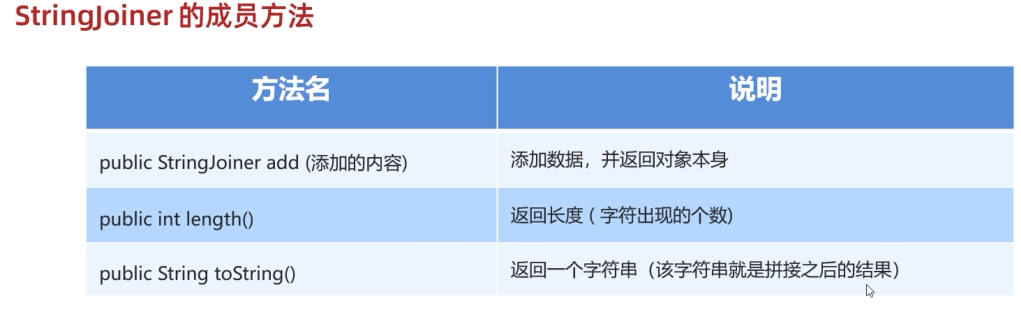 StringJoiner 的成员方法
方法名 说明
public StringJoiner add (添加的内容) 添加数据，并返回对象本身
public int length() 返回长度 ( 字符出现的个数)
public String toString() 返回一个字符串（该字符串就是拼接之后的结果）